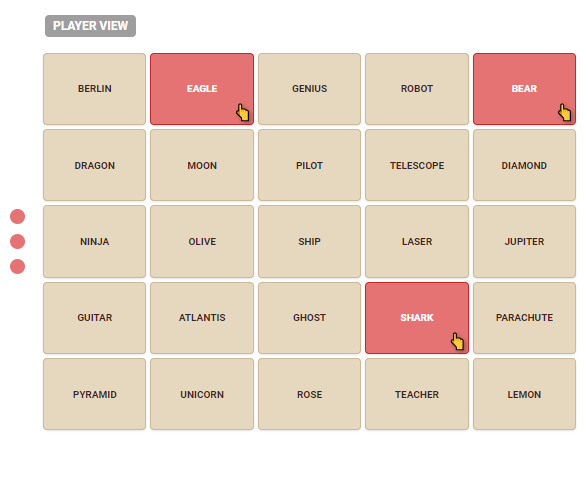 PLAYER VIEW
BERLIN EAGLE GENIUS ROBOT BEAR
DRAGON MOON PILOT TELESCOPE DIAMOND
NINJA OLIVE SHIP LASER JUPITER
GUITAR ATLANTIS GHOST SHARK PARACHUTE
PYRAMID UNICORN ROSE TEACHER LEMON